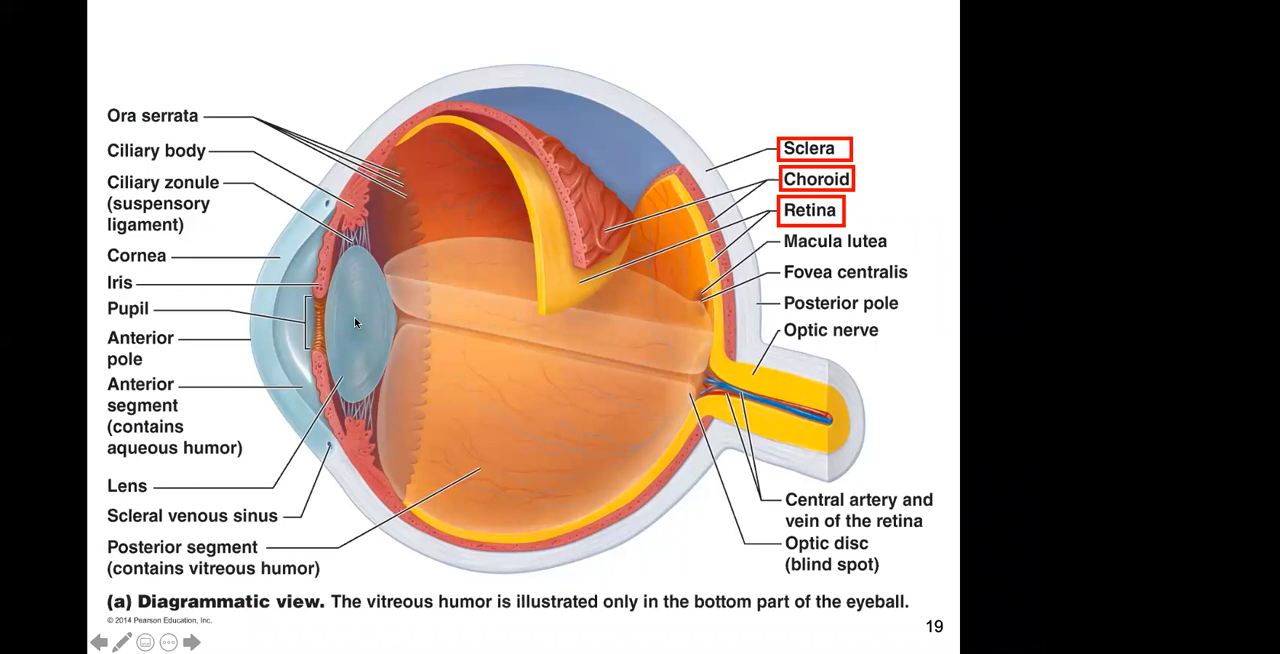 Ora serrata
Ciliary body
Ciliary zonule
(suspensory
ligament)
Cornea
Iris
Pupil
Anterior
pole
Anterior
segment
(contains
aqueous humor)
Lens
Scleral venous sinus
Posterior segment
(contains vitreous humor)
Sclera
Choroid
Retina
Macula lutea
Fovea centralis
Posterior pole
Optic nerve
Central artery and
vein of the retina
Optic disc
(blind spot)
(a) Diagrammatic view. The vitreous humor is illustrated only in the bottom part of the eyeball.
© 2014 Pearson Education, Inc.
19